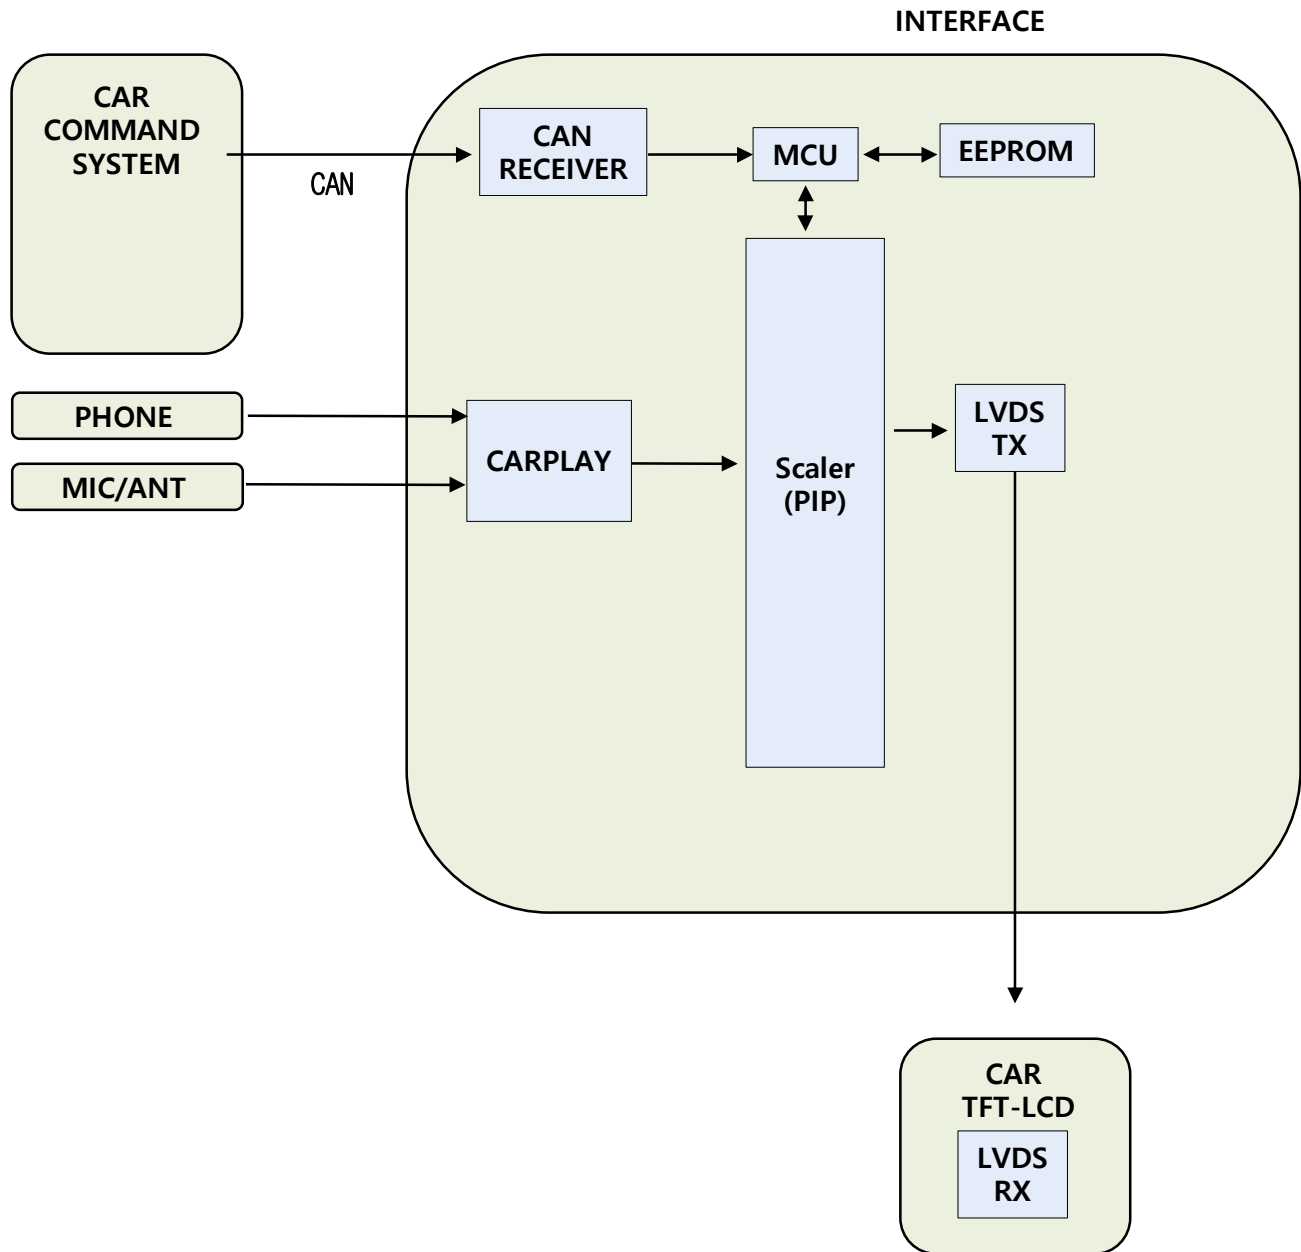 INTERFACE
CAR
COMMAND
SYSTEM
CAN
CAN
RECEIVER
MCU
EEPROM
PHONE
MIC/ANT
CARPLAY
Scaler
(PIP)
LVDS
TX
CAR
TFT-LCD
LVDS
RX